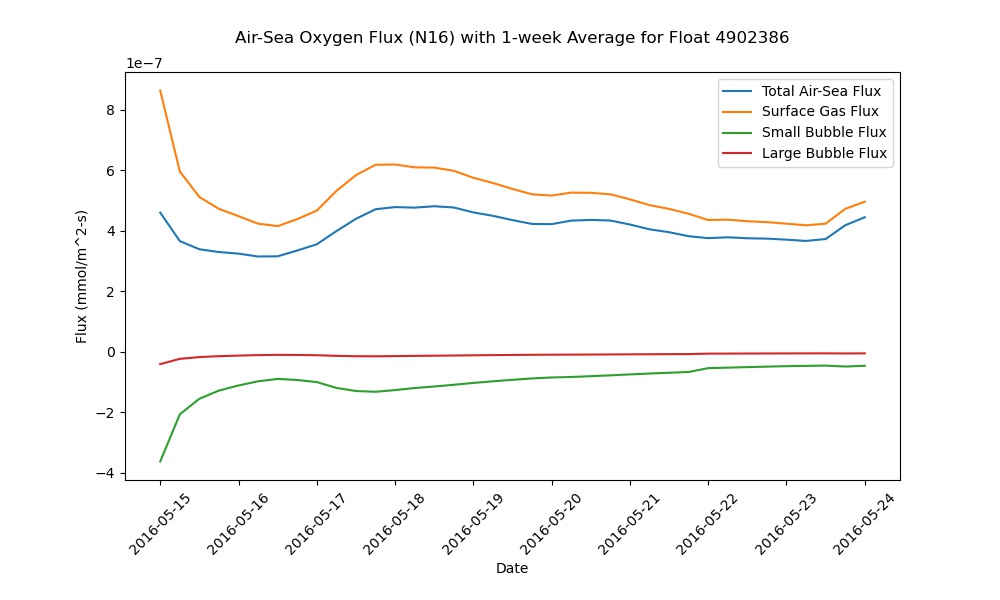 Air-Sea Oxygen Flux (N16) with 1-week Average for Float 4902386
1e−7
Total Air-Sea Flux
Surface Gas Flux
Small Bubble Flux
Large Bubble Flux
8
6
4
2
0
−2
−4
Flux (mmol/m^2-s)
2016-05-15
2016-05-16
2016-05-17
2016-05-18
2016-05-19
2016-05-20
2016-05-21
2016-05-22
2016-05-23
2016-05-24
Date